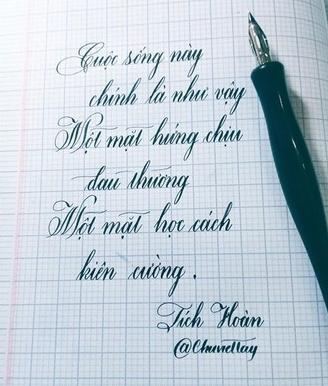 Cuộc sống này
chính là như vậy
Một mặt hứng chịu
đau thương
Một mặt học cách
kiên cường.
Tích Hoàn
@Chuviettay